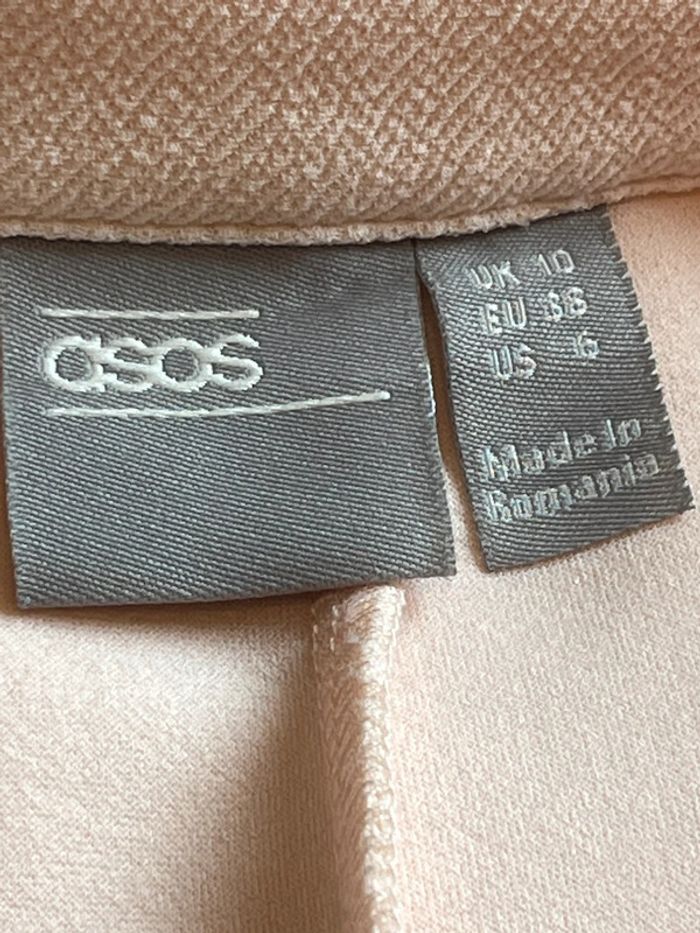 asos
UK 10
EU 38
US 6
Made In
Romania